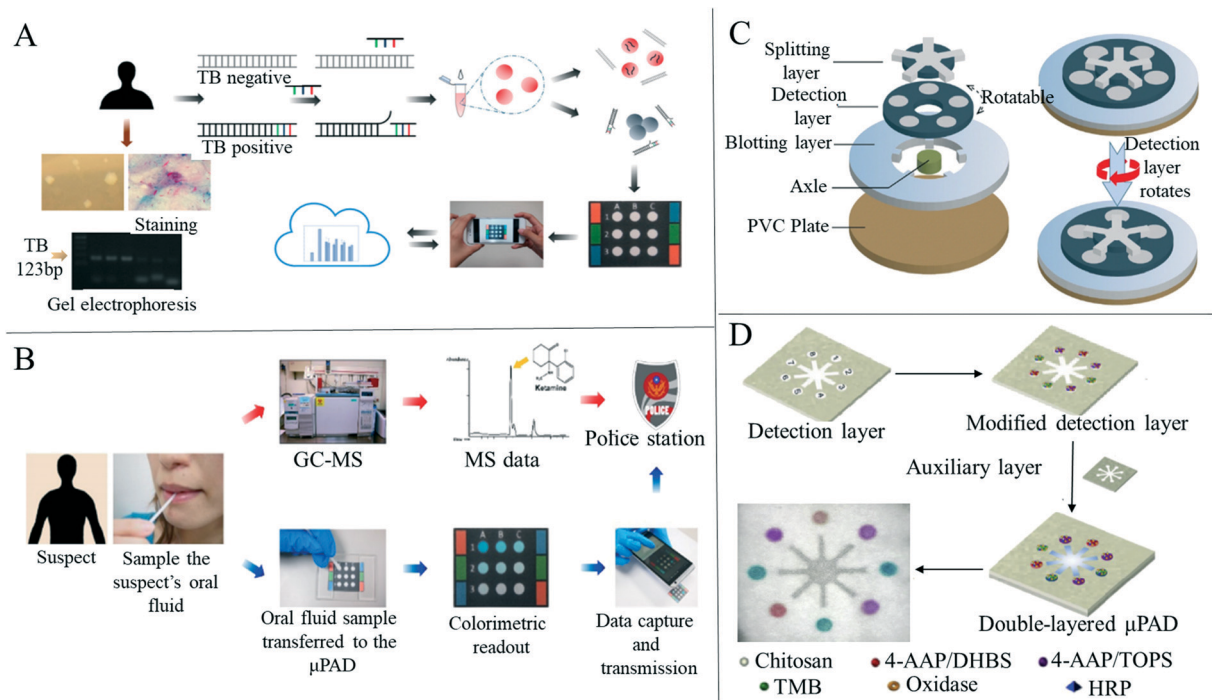 A
TB negative
TB positive
Staining
TB
123bp
Gel electrophoresis
A B C
1
2
3
B
Suspect
Sample the
suspect's oral
fluid
GC-MS
MS data
Ketamine
POLICE
Police station
Oral fluid sample
transferred to the
μPAD
A B C
1
2
3
Colorimetric
readout
Data capture
and
transmission
C
Splitting
layer
Detection
layer
Rotatable
Blotting layer
Axle
PVC Plate
Detection
layer
rotates
D
Detection layer
Modified detection layer
Auxiliary layer
Double-layered μPAD
Chitosan
4-AAP/DHBS
4-AAP/TOPS
TMB
Oxidase
HRP